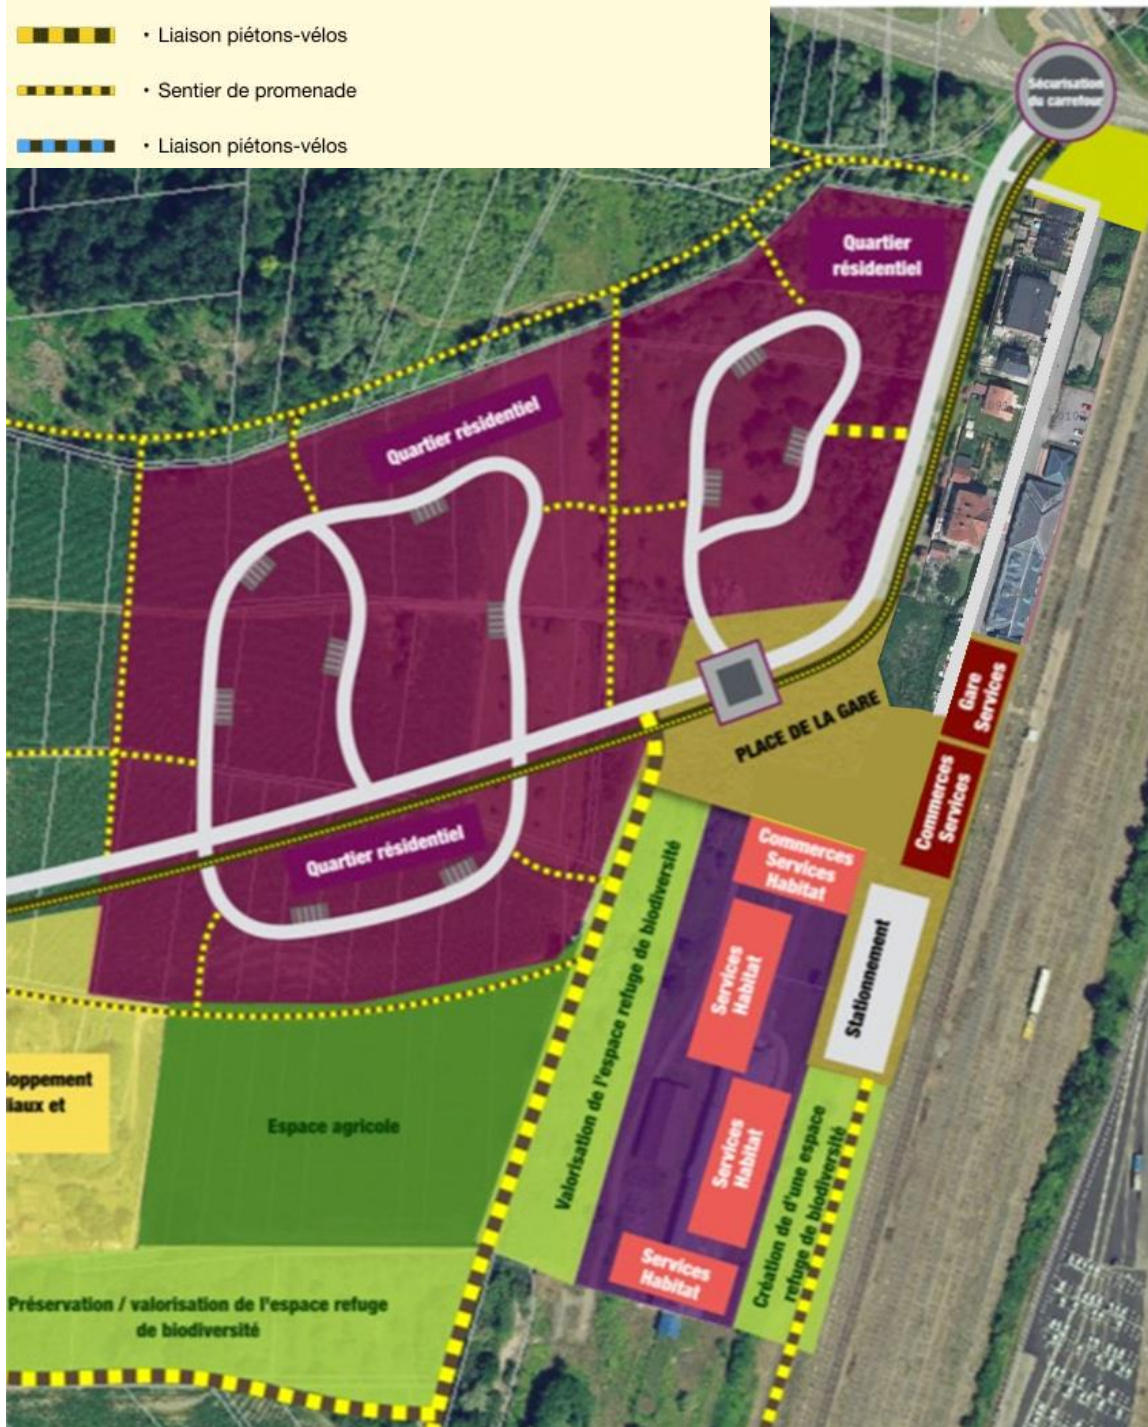 • Liaison piétons-vélos
• Sentier de promenade
• Liaison piétons-vélos
Sécurisation
du carrefour
Quartier
résidentiel
Quartier résidentiel
Gare
Services
PLACE DE LA GARE
Commerces
Services
Quartier résidentiel
Commerces
Services
Habitat
Valorisation de l'espace refuge de biodiversité
Services
Habitat
Stationnement
loppement
liaux et
Espace agricole
Services
Habitat
Création de d'une espace
refuge de biodiversité
Services
Habitat
Préservation / valorisation de l'espace refuge
de biodiversité